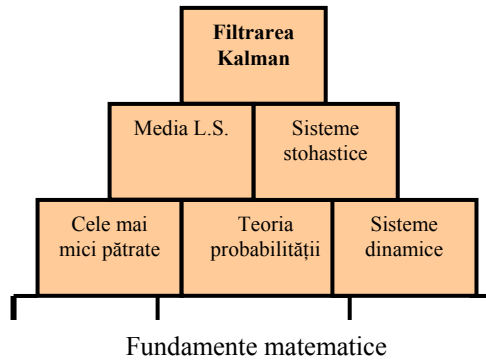 Filtrarea
Kalman
Media L.S.
Sisteme
stohastice
Cele mai
mici pătrate
Teoria
probabilității
Sisteme
dinamice
Fundamente matematice